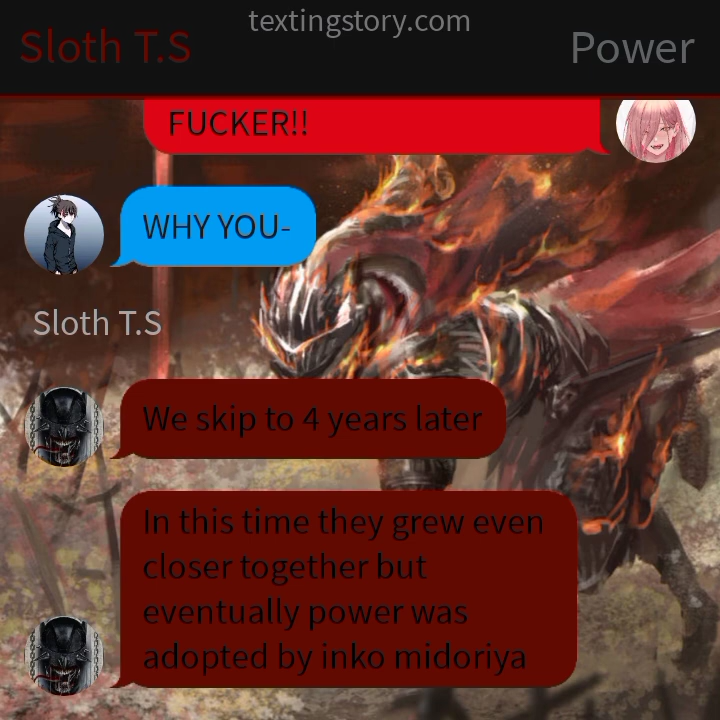 textingstory.com
Sloth T.S
Power
FUCKER!!
WHY YOU-
Sloth T.S
We skip to 4 years later
In this time they grew even
closer together but
eventually power was
adopted by inko midoriya